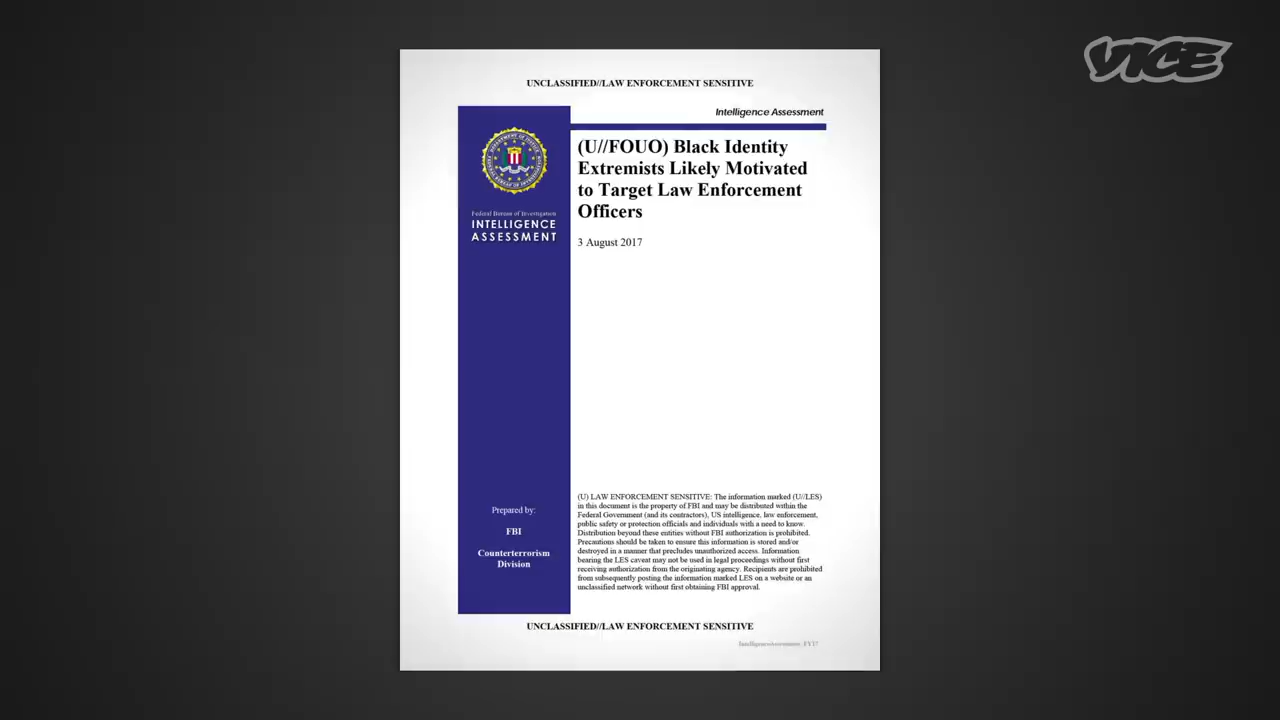 VICE
UNCLASSIFIED//LAW ENFORCEMENT SENSITIVE
Intelligence Assessment
(U//FOUO) Black Identity
Extremists Likely Motivated
to Target Law Enforcement
Officers
3 August 2017
Federal Bureau of Investigation
INTELLIGENCE
ASSESSMENT
Prepared by:
FBI
Counterterrorism
Division
(U) LAW ENFORCEMENT SENSITIVE: The information marked (U//LES)
in this document is the property of FBI and may be distributed within the
Federal Government (and its contractors), US intelligence, law enforcement,
public safety or protection officials and individuals with a need to know.
Distribution beyond these entities without FBI authorization is prohibited.
Precautions should be taken to ensure this information is stored and/or
destroyed in a manner that precludes unauthorized access. Information
bearing the LES caveat may not be used in legal proceedings without first
receiving authorization from the originating agency. Recipients are prohibited
from subsequently posting the information marked LES on a website or an
unclassified network without first obtaining FBI approval.
UNCLASSIFIED//LAW ENFORCEMENT SENSITIVE